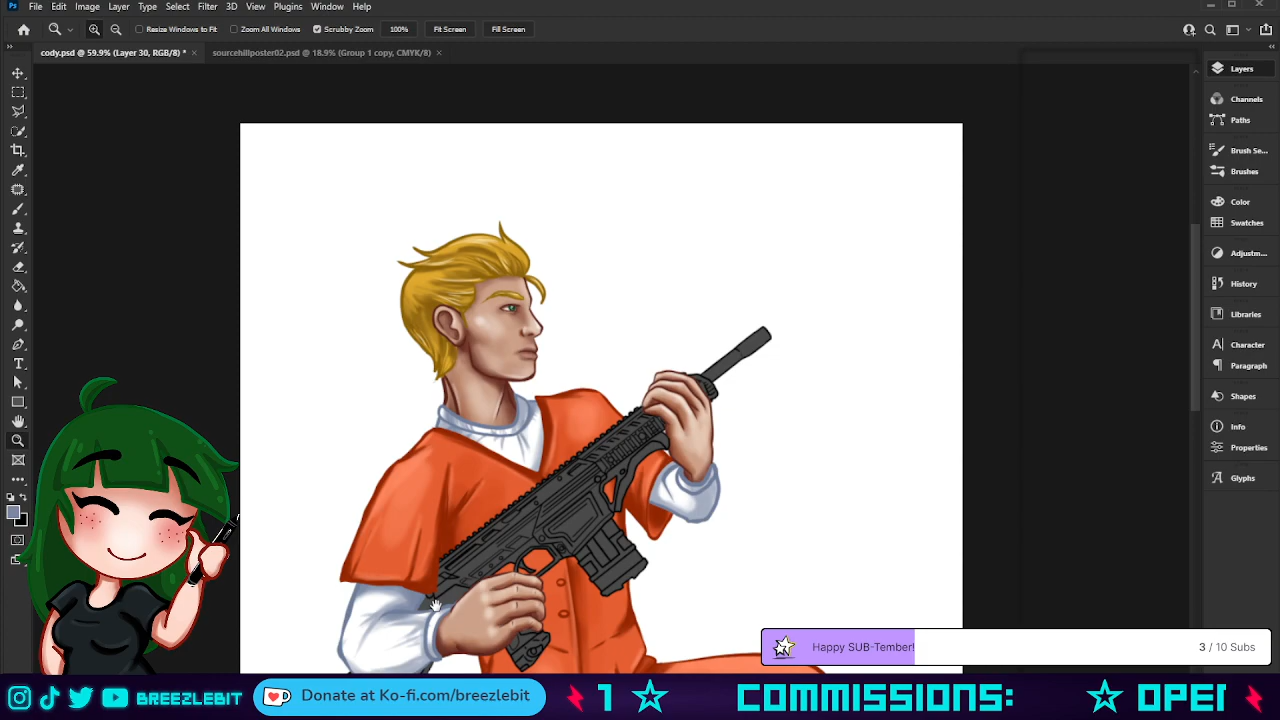 Ps File Edit Image Layer Type Select Filter 3D View Plugins Window Help
Resize Windows to Fit Zoom All Windows Scrubby Zoom 100% Fit Screen Fill Screen
cody.psd @ 59.9% (Layer 30, RGB/8) * × sourcehillposter02.psd @ 18.9% (Group 1 copy, CMYK/8) ×
Layers
Channels
Paths
Brush Se...
Brushes
Color
Swatches
Adjustm...
History
Libraries
Character
Paragraph
Shapes
Info
Properties
Glyphs
Happy SUB-Tember! 3 / 10 Subs
BREEZLEBIT Donate at Ko-fi.com/breezlebit 1 COMMISSIONS: OPEN